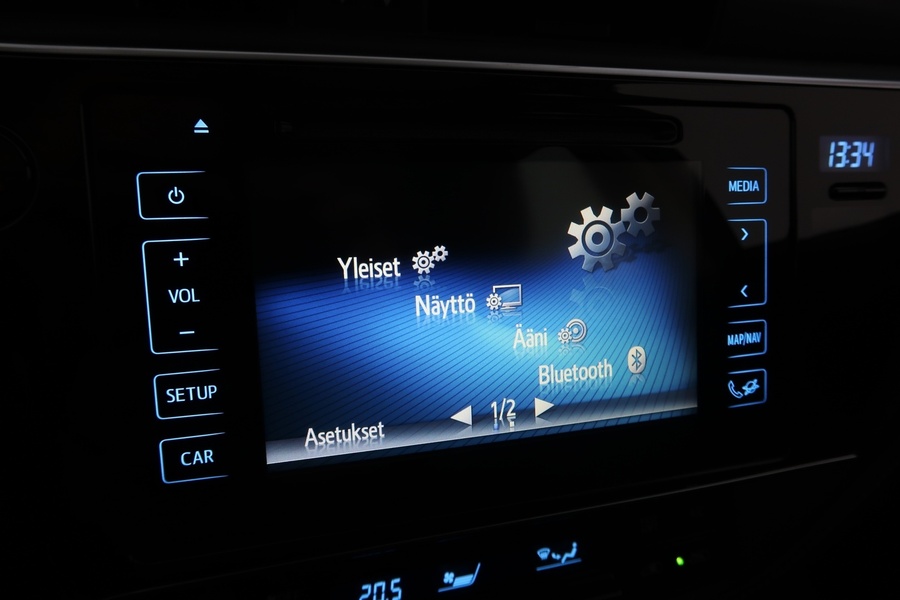 13:34
MEDIA
+
VOL
−
Yleiset
Näyttö
Ääni
MAP/NAV
Bluetooth
SETUP
1/2
Asetukset
CAR
20.5